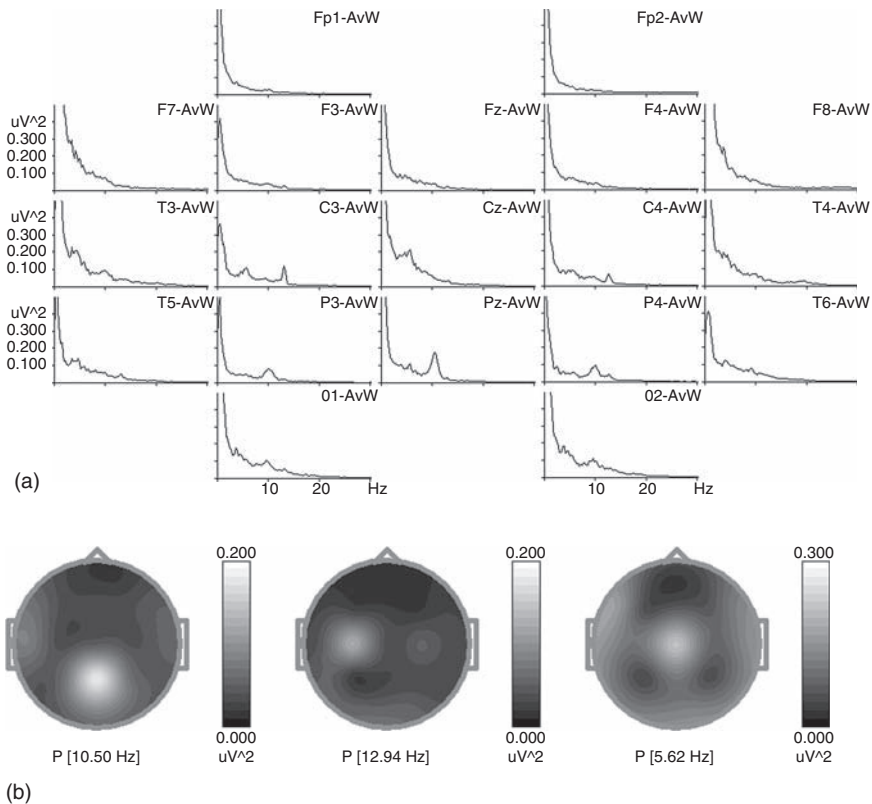 Fp1-AvW Fp2-AvW
F7-AvW F3-AvW Fz-AvW F4-AvW F8-AvW
uV^2
0.300
0.200
0.100
T3-AvW C3-AvW Cz-AvW C4-AvW T4-AvW
uV^2
0.300
0.200
0.100
T5-AvW P3-AvW Pz-AvW P4-AvW T6-AvW
uV^2
0.300
0.200
0.100
01-AvW 02-AvW
(a)
10 20 Hz 10 20 Hz
0.200 0.200 0.300
0.000 0.000 0.000
P [10.50 Hz] uV^2 P [12.94 Hz] uV^2 P [5.62 Hz] uV^2
(b)